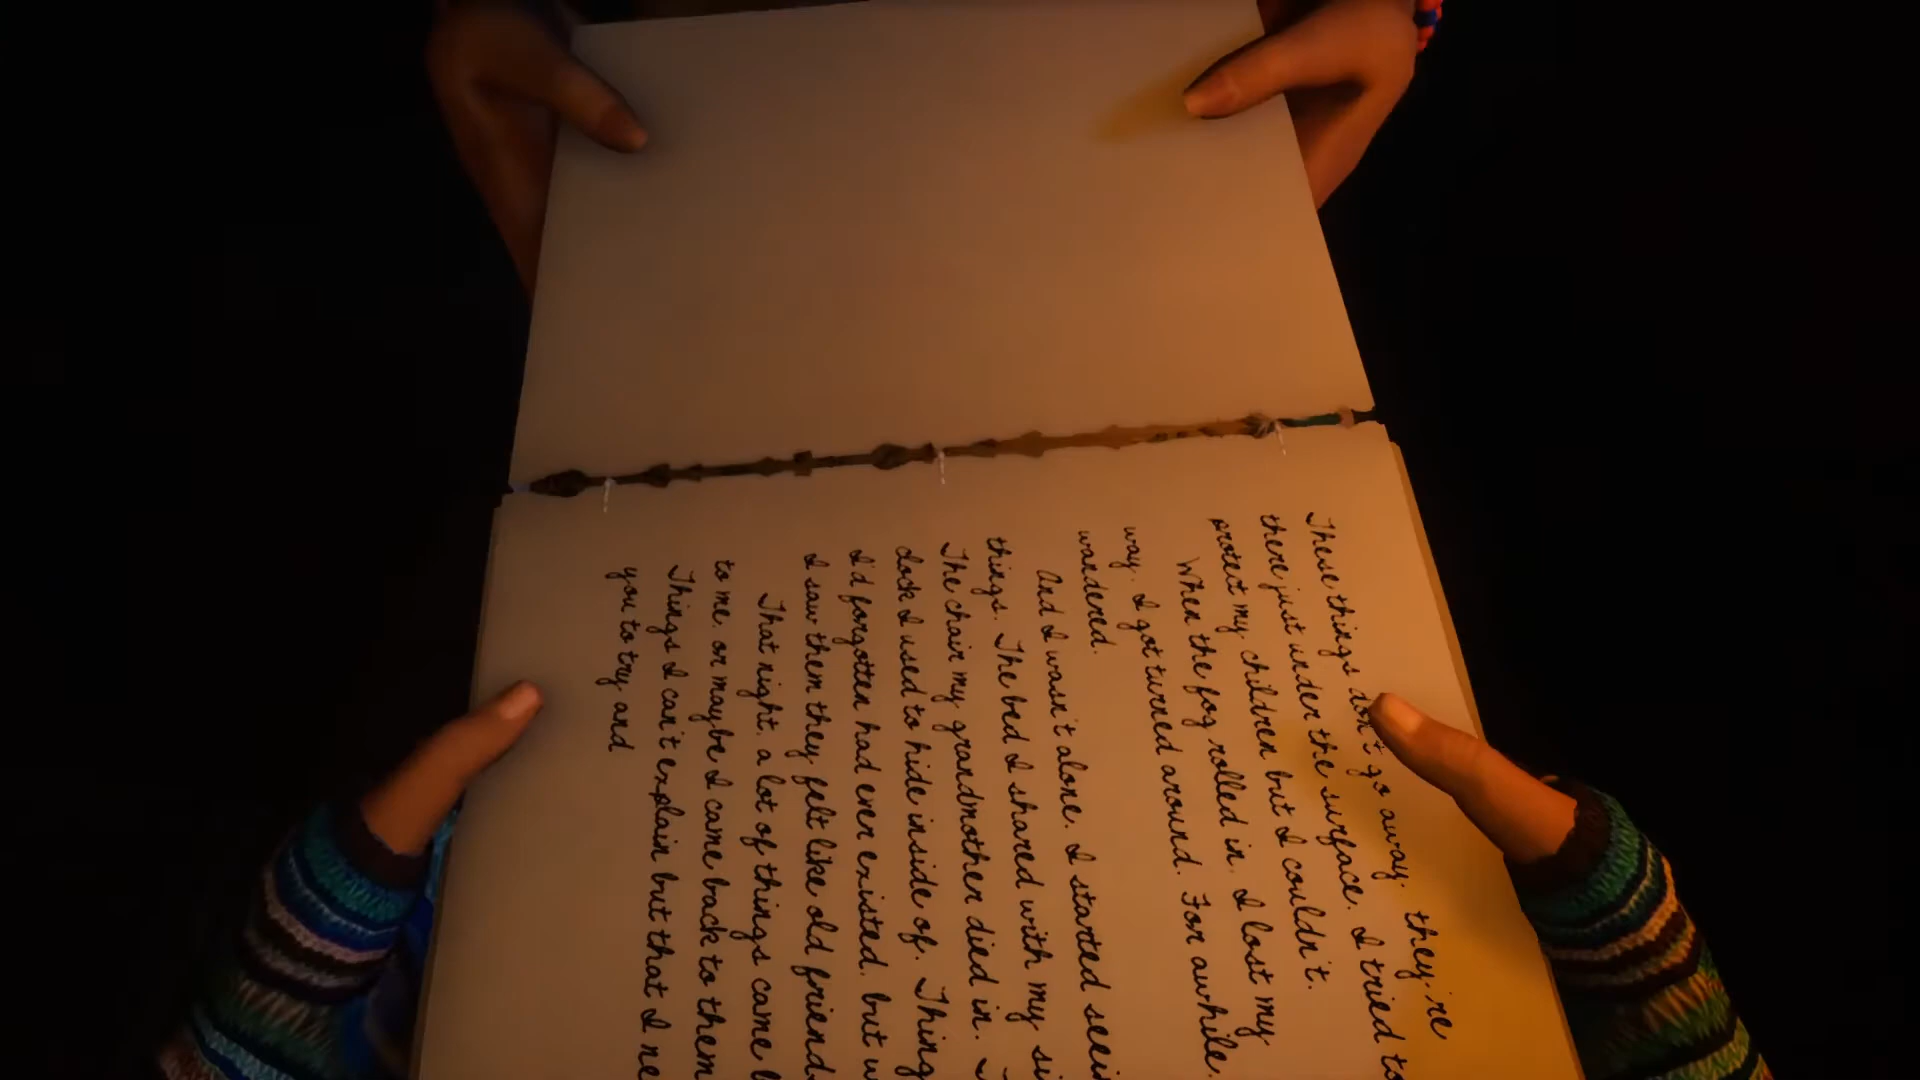 These things don't go away. they're
there just under the surface. I tried to
protect my children but I couldn't.
When the fog rolled in. I lost my
way. I got turned around. For awhile.
wandered.
And I wasn't alone. I started
things. The bed I shared with my
The chair my grandmother died in.
clock I used to hide inside of.
I'd forgotten had ever existed. but
I saw them they felt like old
That night. a lot of things came
to me. or maybe I came back to them
Things I can't explain but that I
you to try and